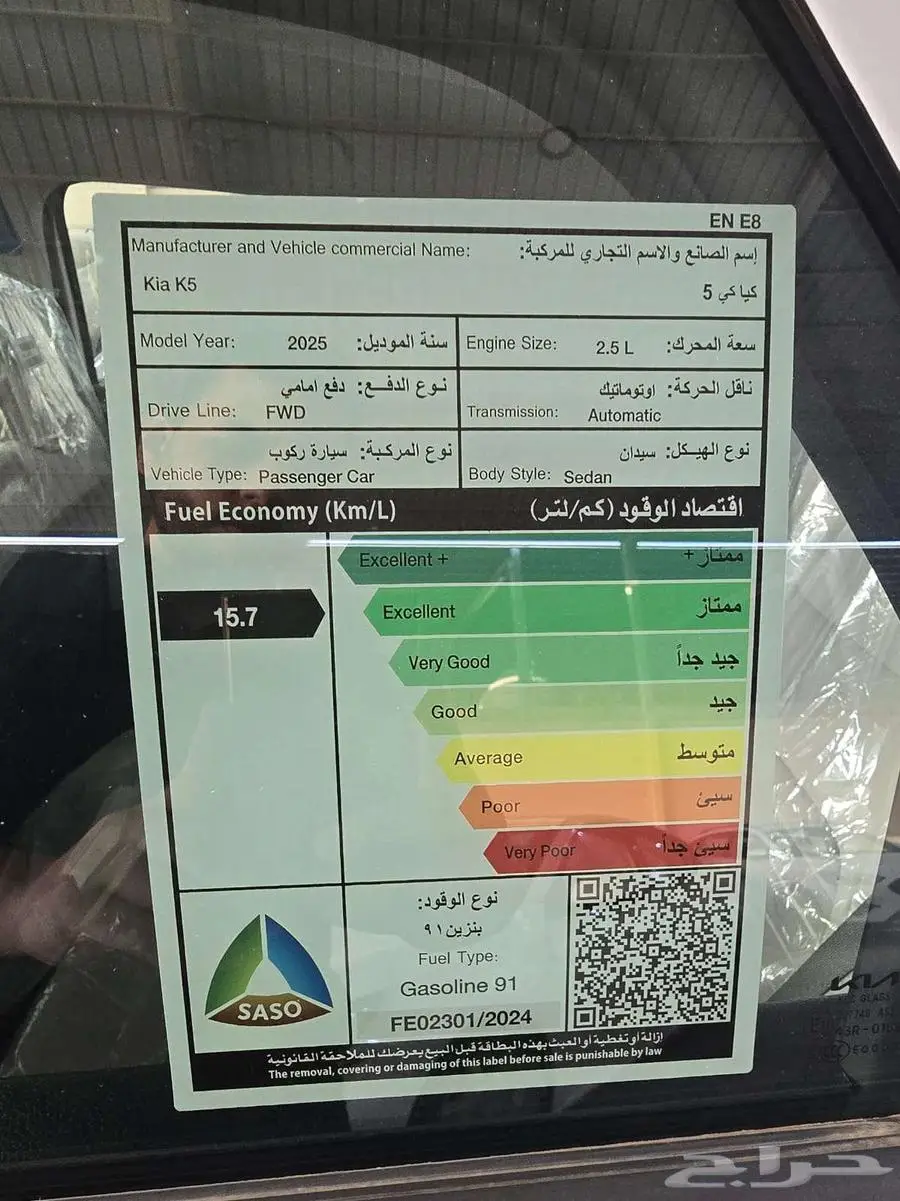 EN E8
Manufacturer and Vehicle commercial Name: إسم الصانع والاسم التجاري للمركبة:
Kia K5 كيا كي 5
Model Year: 2025 سنة الموديل:
Engine Size: 2.5 L سعة المحرك:
نوع الدفع: دفع امامي
Drive Line: FWD
ناقل الحركة: اوتوماتيك
Transmission: Automatic
نوع المركبة: سيارة ركوب
Vehicle Type: Passenger Car
نوع الهيكل: سيدان
Body Style: Sedan
Fuel Economy (Km/L) اقتصاد الوقود (كم/لتر)
Excellent + ممتاز +
15.7
Excellent ممتاز
Very Good جيد جداً
Good جيد
Average متوسط
Poor سيئ
Very Poor سيئ جداً
نوع الوقود:
بنزين ٩١
Fuel Type:
Gasoline 91
FE02301/2024
SASO
إزالة أو تغطية أو العبث بهذه البطاقة قبل البيع يعرضك للملاحقة القانونية
The removal, covering or damaging of this label before sale is punishable by law
KIA
حراج